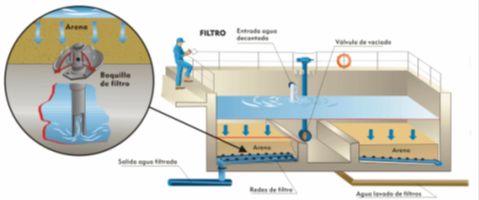 Arena
Boquilla
de filtro
FILTRO
Entrada agua
decantada
Válvula de vaciado
Arena
Arena
Salida agua filtrada
Redes de filtro
Agua lavado de filtros